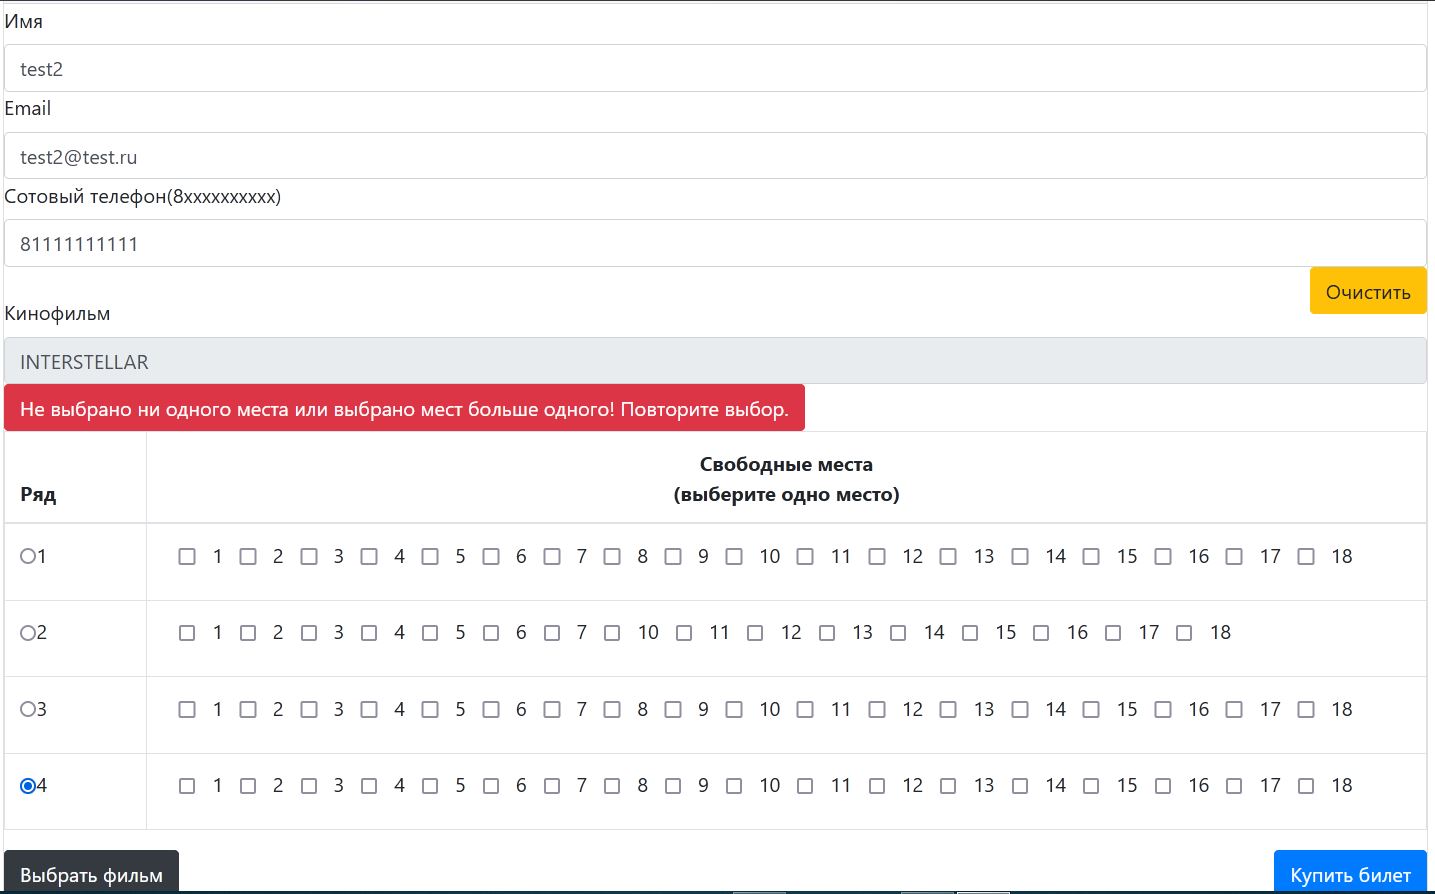 Имя
test2
Email
test2@test.ru
Сотовый телефон(8xxxxxxxxxx)
81111111111
Очистить
Кинофильм
INTERSTELLAR
Не выбрано ни одного места или выбрано мест больше одного! Повторите выбор.
Свободные места
Ряд (выберите одно место)
1 1 2 3 4 5 6 7 8 9 10 11 12 13 14 15 16 17 18
2 1 2 3 4 5 6 7 10 11 12 13 14 15 16 17 18
3 1 2 3 4 5 6 7 8 9 10 11 12 13 14 15 16 17 18
4 1 2 3 4 5 6 7 8 9 10 11 12 13 14 15 16 17 18
Выбрать фильм Купить билет